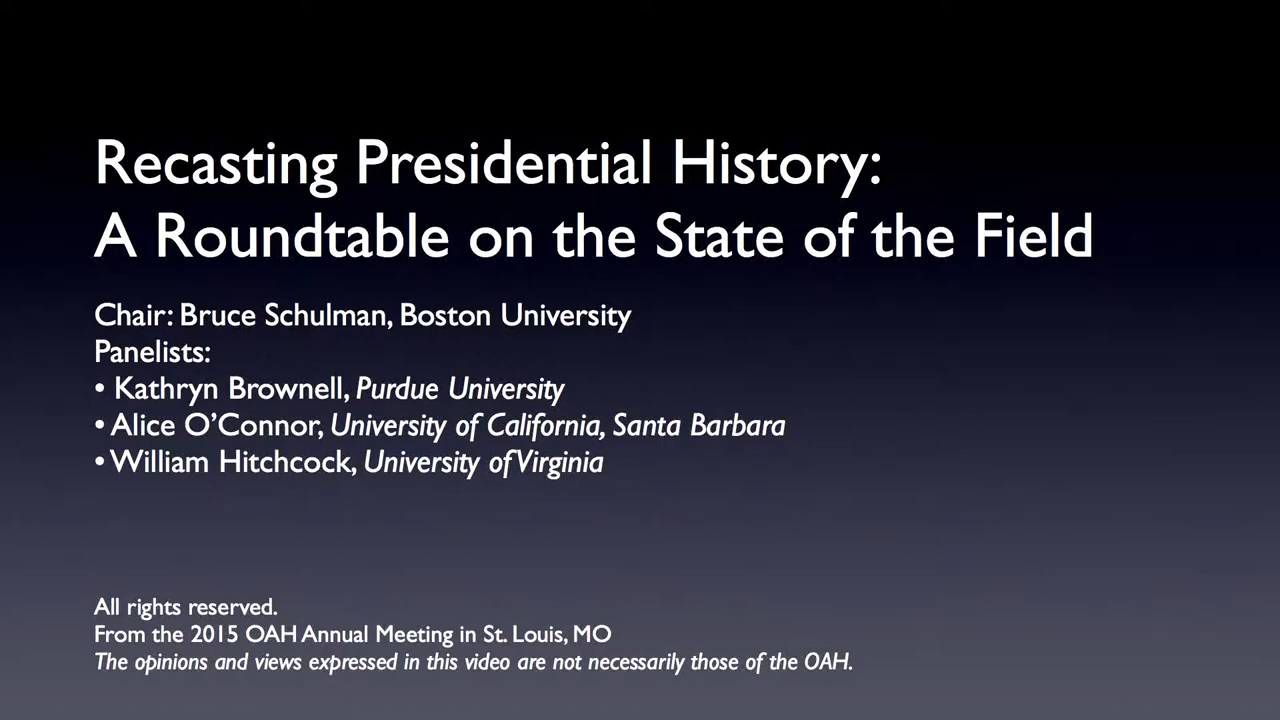 Recasting Presidential History:
A Roundtable on the State of the Field
Chair: Bruce Schulman, Boston University
Panelists:
• Kathryn Brownell, Purdue University
• Alice O’Connor, University of California, Santa Barbara
• William Hitchcock, University of Virginia
All rights reserved.
From the 2015 OAH Annual Meeting in St. Louis, MO
The opinions and views expressed in this video are not necessarily those of the OAH.